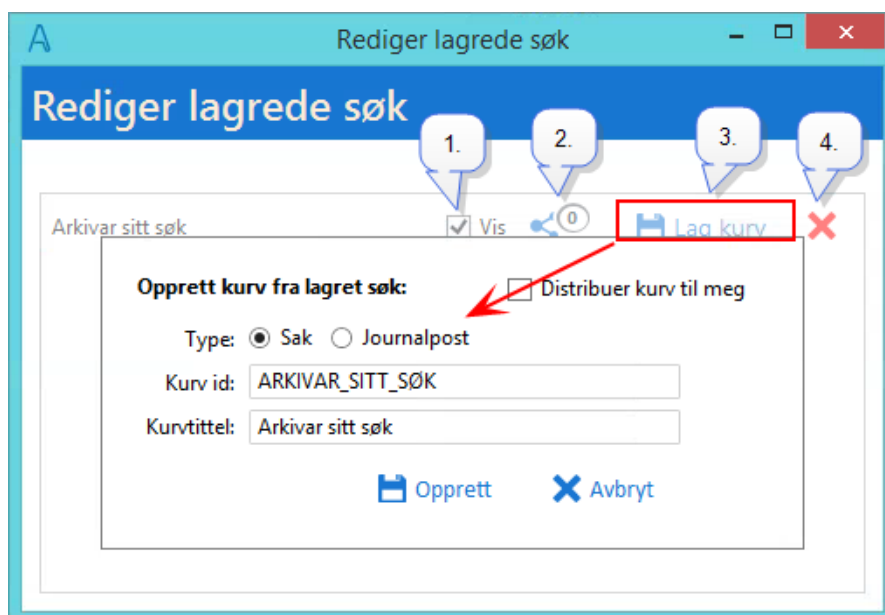 A Rediger lagrede søk
Rediger lagrede søk
1. 2. 3. 4.
Arkivar sitt søk Vis 0 Lag kurv
Opprett kurv fra lagret søk: Distribuer kurv til meg
Type: Sak Journalpost
Kurv id: ARKIVAR_SITT_SØK
Kurvtittel: Arkivar sitt søk
Opprett Avbryt